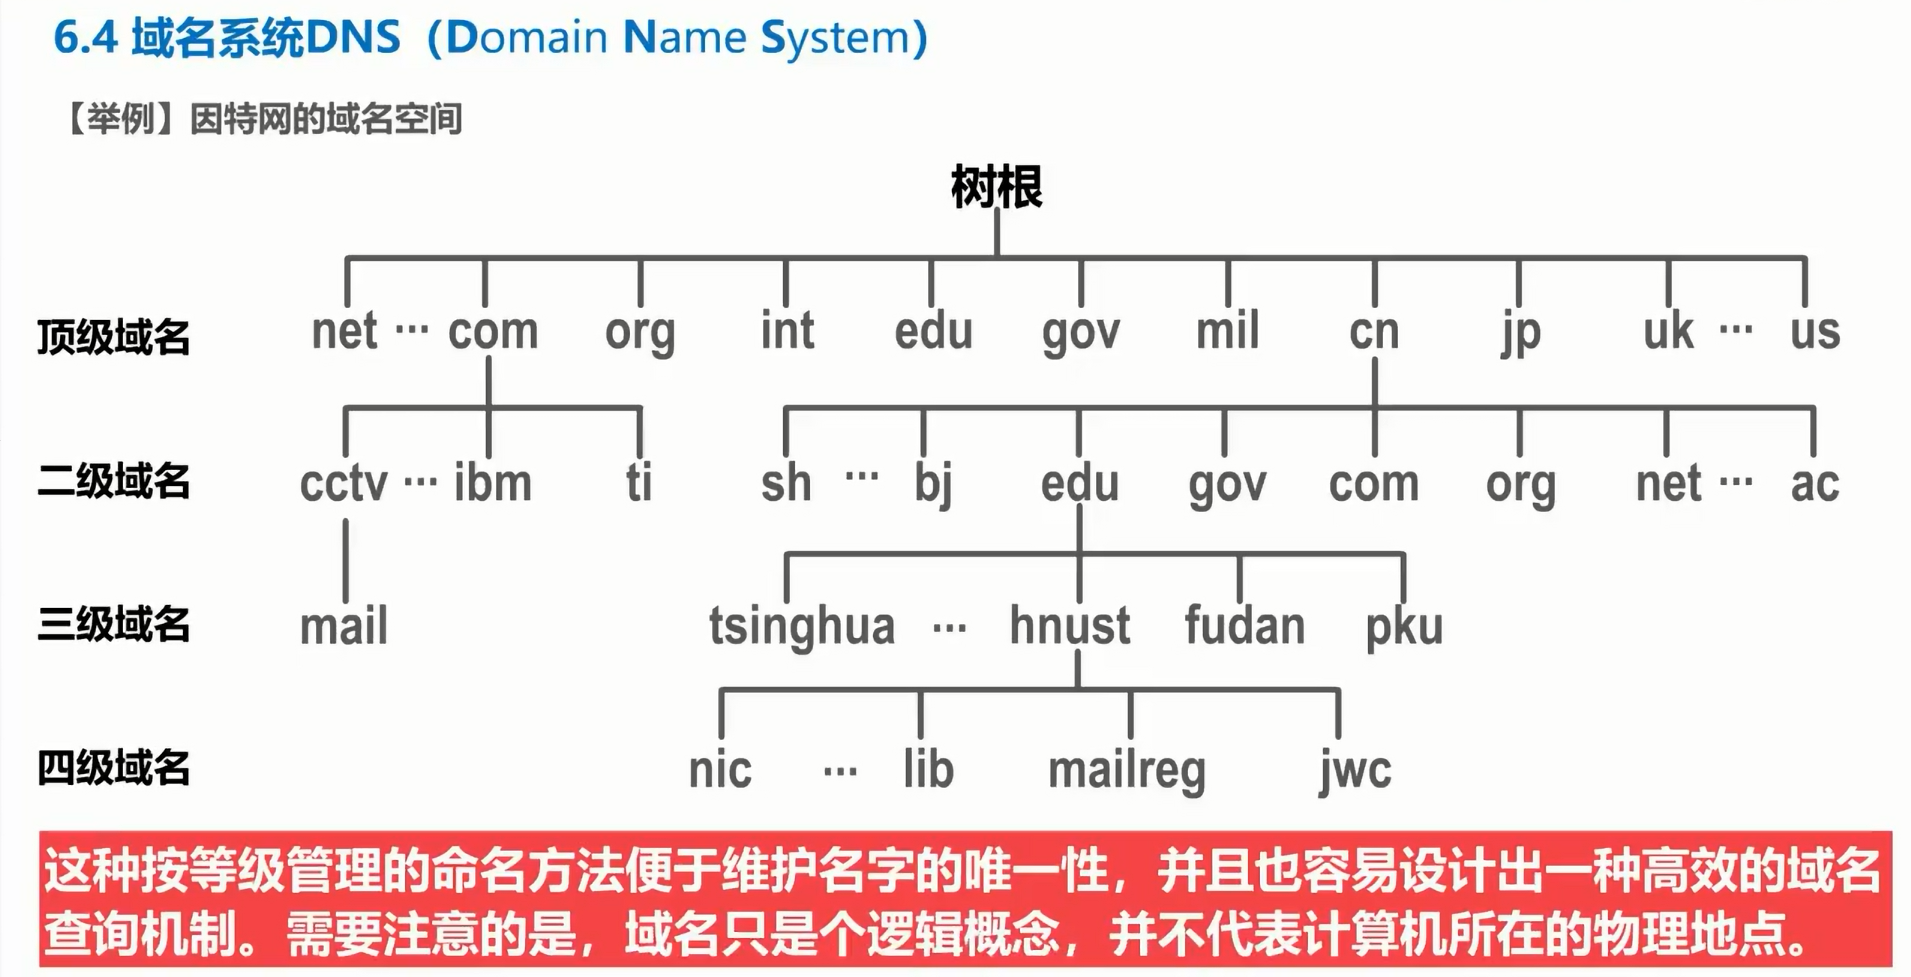 6.4 域名系统DNS（Domain Name System）
【举例】因特网的域名空间
树根
顶级域名 net ··· com org int edu gov mil cn jp uk ··· us
二级域名 cctv ··· ibm ti sh ··· bj edu gov com org net ··· ac
三级域名 mail tsinghua ··· hnust fudan pku
四级域名 nic ··· lib mailreg jwc
这种按等级管理的命名方法便于维护名字的唯一性，并且也容易设计出一种高效的域名
查询机制。需要注意的是，域名只是个逻辑概念，并不代表计算机所在的物理地点。